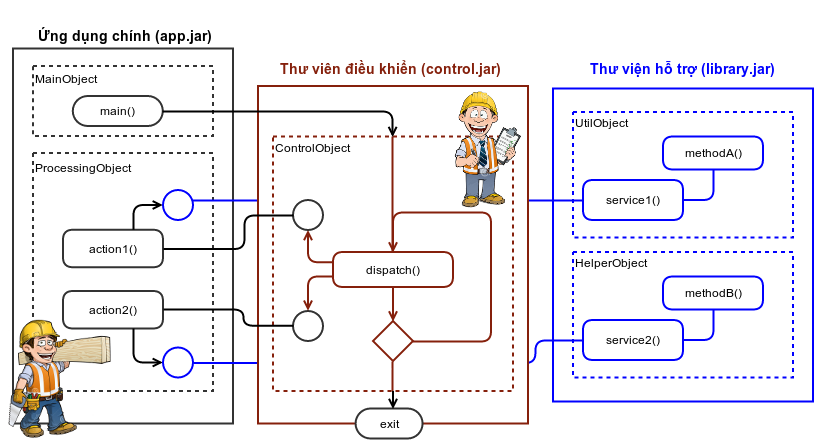 Ứng dụng chính (app.jar)
MainObject
main()
ProcessingObject
action1()
action2()
Thư viên điều khiển (control.jar)
ControlObject
dispatch()
exit
Thư viện hỗ trợ (library.jar)
UtilObject
methodA()
service1()
HelperObject
methodB()
service2()